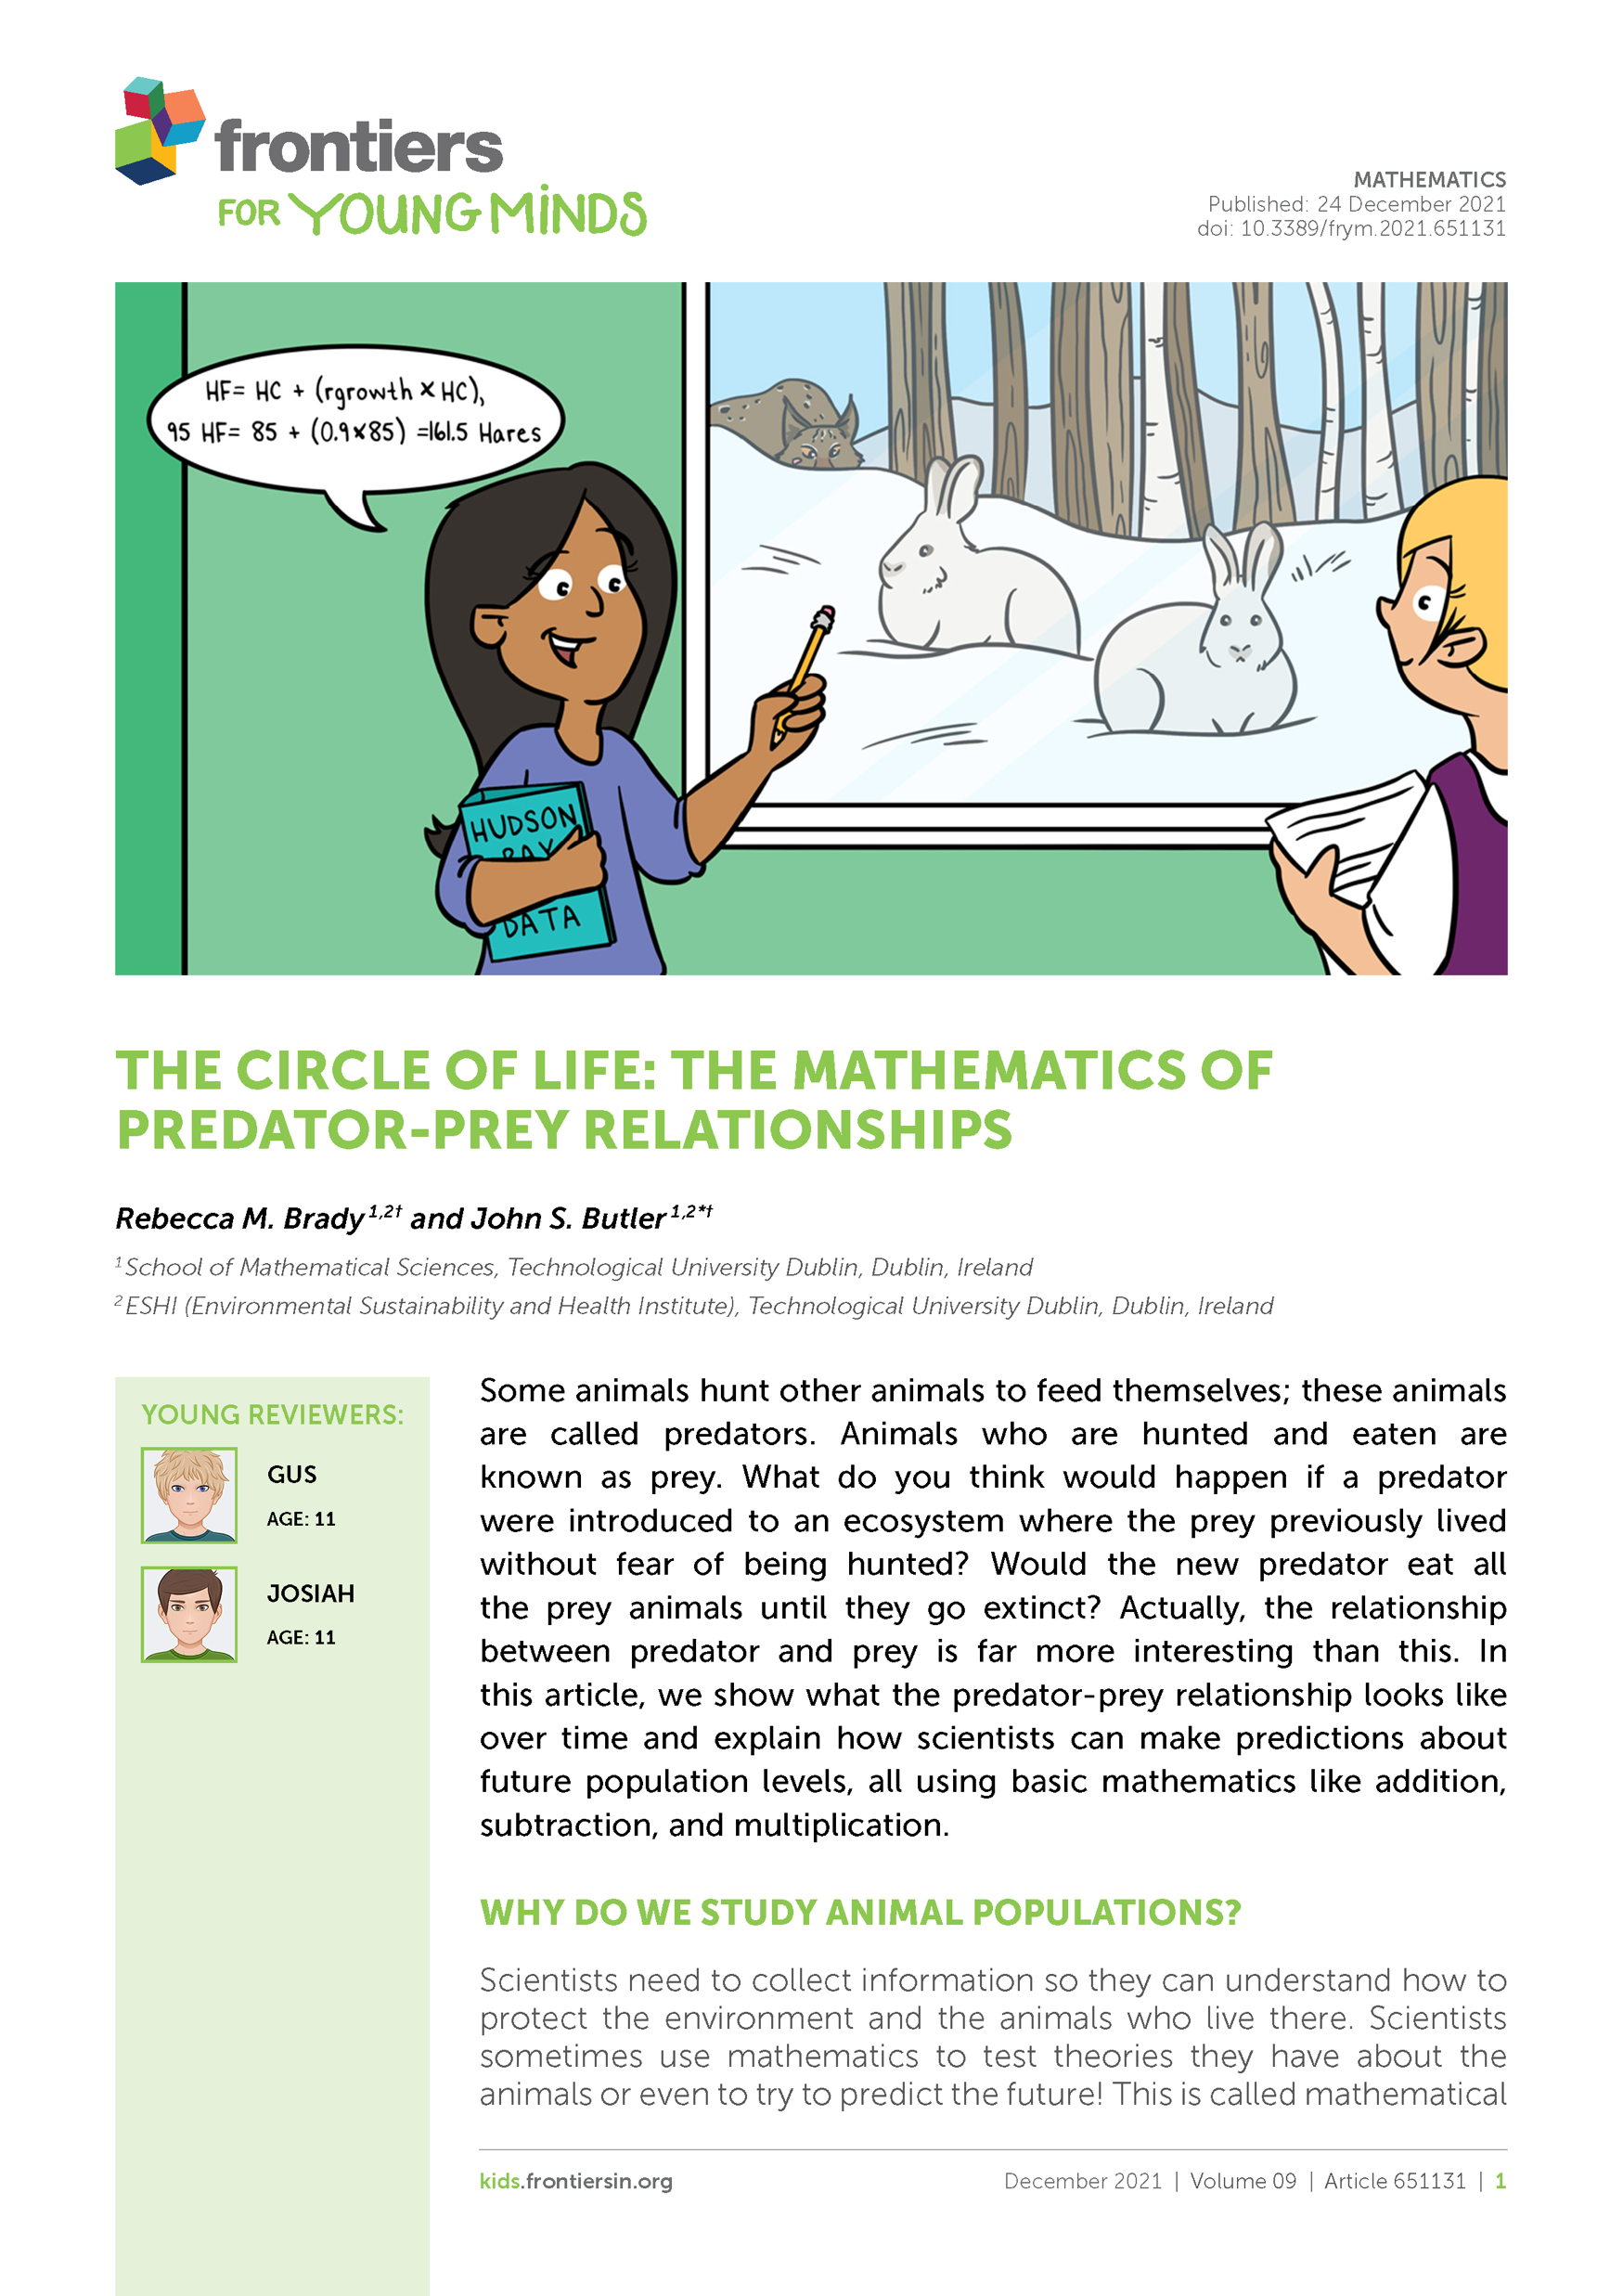 frontiers
FOR YOUNG MINDS
MATHEMATICS
Published: 24 December 2021
doi: 10.3389/frym.2021.651131
HF= HC + (rgrowth x HC),
95 HF= 85 + (0.9x85) =161.5 Hares
HUDSON
BAY
DATA
THE CIRCLE OF LIFE: THE MATHEMATICS OF
PREDATOR-PREY RELATIONSHIPS
Rebecca M. Brady 1,2† and John S. Butler 1,2*†
1 School of Mathematical Sciences, Technological University Dublin, Dublin, Ireland
2 ESHI (Environmental Sustainability and Health Institute), Technological University Dublin, Dublin, Ireland
YOUNG REVIEWERS:
GUS
AGE: 11
JOSIAH
AGE: 11
Some animals hunt other animals to feed themselves; these animals
are called predators. Animals who are hunted and eaten are
known as prey. What do you think would happen if a predator
were introduced to an ecosystem where the prey previously lived
without fear of being hunted? Would the new predator eat all
the prey animals until they go extinct? Actually, the relationship
between predator and prey is far more interesting than this. In
this article, we show what the predator-prey relationship looks like
over time and explain how scientists can make predictions about
future population levels, all using basic mathematics like addition,
subtraction, and multiplication.
WHY DO WE STUDY ANIMAL POPULATIONS?
Scientists need to collect information so they can understand how to
protect the environment and the animals who live there. Scientists
sometimes use mathematics to test theories they have about the
animals or even to try to predict the future! This is called mathematical
kids.frontiersin.org
December 2021 | Volume 09 | Article 651131 | 1